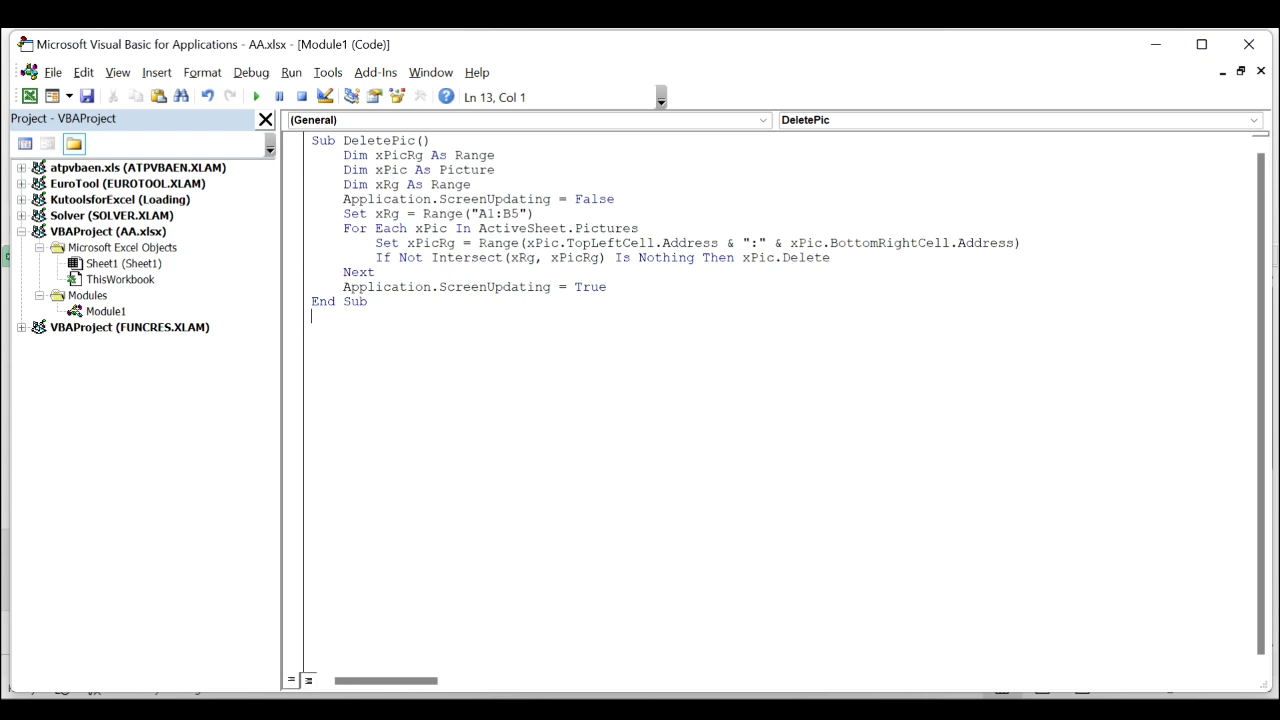 Microsoft Visual Basic for Applications - AA.xlsx - [Module1 (Code)]
File Edit View Insert Format Debug Run Tools Add-Ins Window Help
Ln 13, Col 1
Project - VBAProject
(General)
DeletePic
atpvbaen.xls (ATPVBAEN.XLAM)
EuroTool (EUROTOOL.XLAM)
KutoolsforExcel (Loading)
Solver (SOLVER.XLAM)
VBAProject (AA.xlsx)
Microsoft Excel Objects
Sheet1 (Sheet1)
ThisWorkbook
Modules
Module1
VBAProject (FUNCRES.XLAM)
Sub DeletePic()
    Dim xPicRg As Range
    Dim xPic As Picture
    Dim xRg As Range
    Application.ScreenUpdating = False
    Set xRg = Range("A1:B5")
    For Each xPic In ActiveSheet.Pictures
        Set xPicRg = Range(xPic.TopLeftCell.Address & ":" & xPic.BottomRightCell.Address)
        If Not Intersect(xRg, xPicRg) Is Nothing Then xPic.Delete
    Next
    Application.ScreenUpdating = True
End Sub